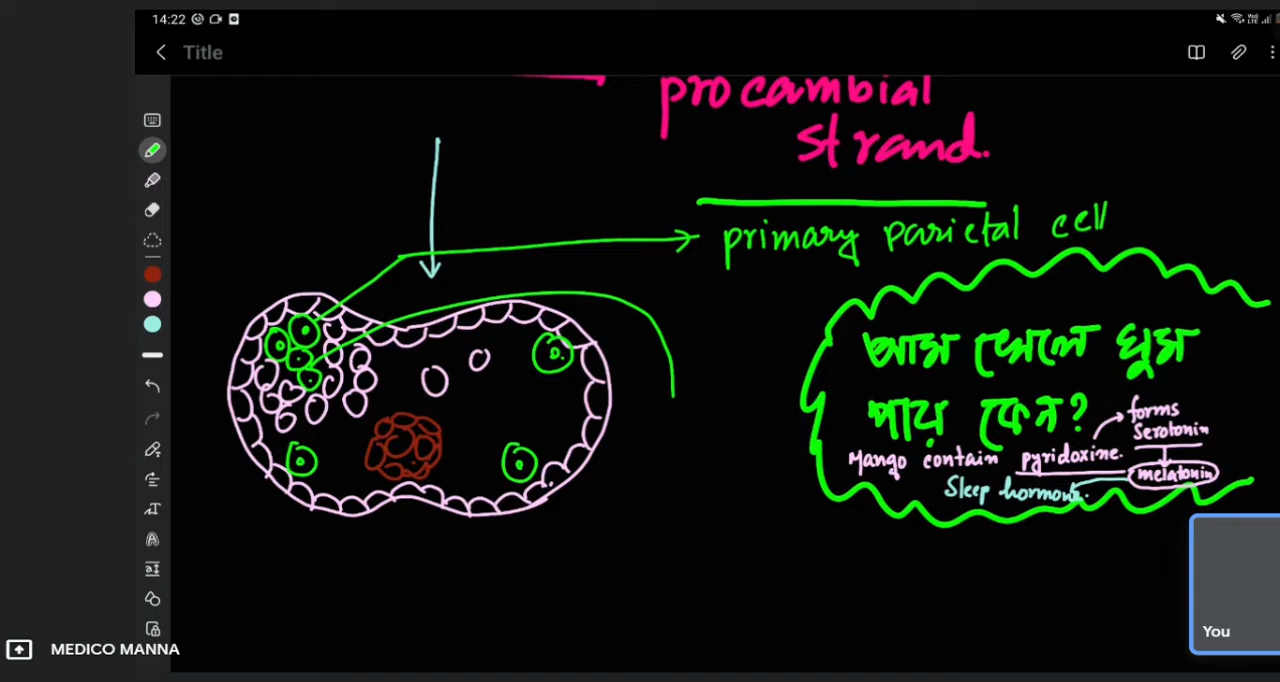 14:22
Title
procambial
strand.
primary parietal cell
আম খেলে ঘুম
পায় কেন?
forms
Serotonin
Mango contain pyridoxine.
melatonin
Sleep hormone.
You
MEDICO MANNA